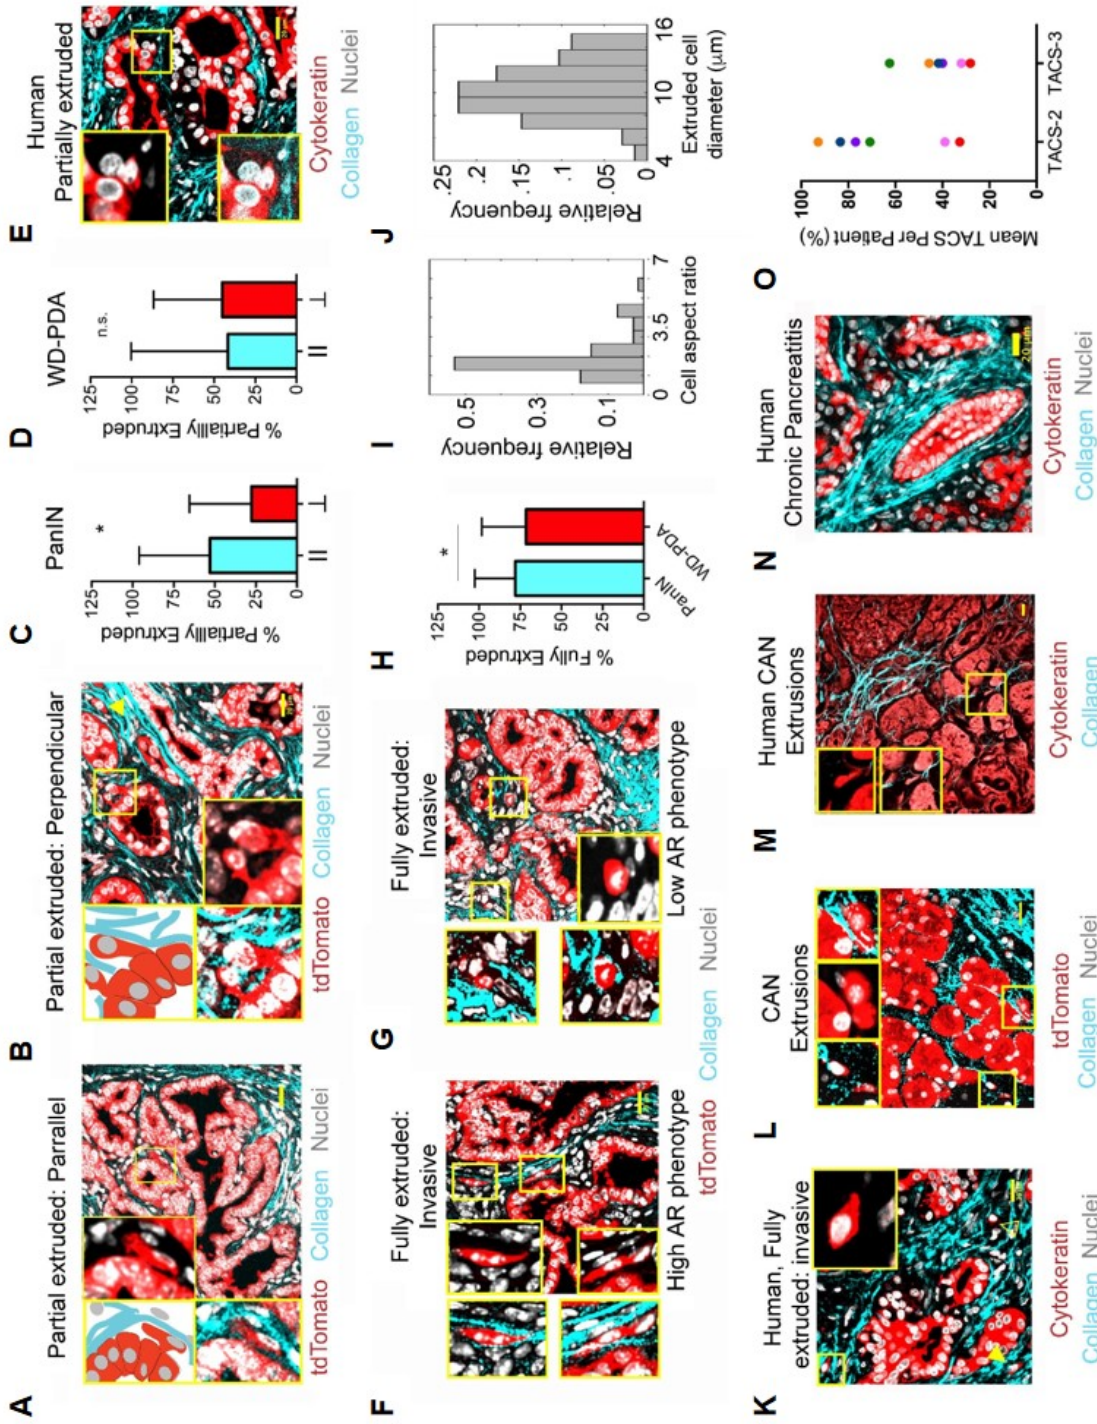 A
Partial extruded: Parrallel
tdTomato Collagen Nuclei
B
Partial extruded: Perpendicular
tdTomato Collagen Nuclei
C
PanIN
% Partiallly Extruded
125
100
75
50
25
0
*
|| ⊥
D
WD-PDA
% Partiallly Extruded
125
100
75
50
25
0
n.s.
|| ⊥
E
Human
Partially extruded
Cytokeratin
Collagen Nuclei
F
Fully extruded:
Invasive
High AR phenotype
G
Fully extruded:
Invasive
Low AR phenotype
tdTomato Collagen Nuclei
H
% Fully Extruded
125
100
75
50
25
0
*
PanIN
WD-PDA
I
Relative frequency
0.5
0.3
0.1
0 3.5 7
Cell aspect ratio
J
Relative frequency
.25
.2
.15
.1
.05
0
4 10 16
Extruded cell
diameter (μm)
K
Human, Fully
extruded: invasive
Cytokeratin
Collagen Nuclei
L
CAN
Extrusions
tdTomato
Collagen Nuclei
M
Human CAN
Extrusions
Cytokeratin
Collagen
N
Human
Chronic Pancreatitis
20 μm
Cytokeratin
Collagen Nuclei
O
Mean TACS Per Patient (%)
100
80
60
40
20
0
TACS-2 TACS-3